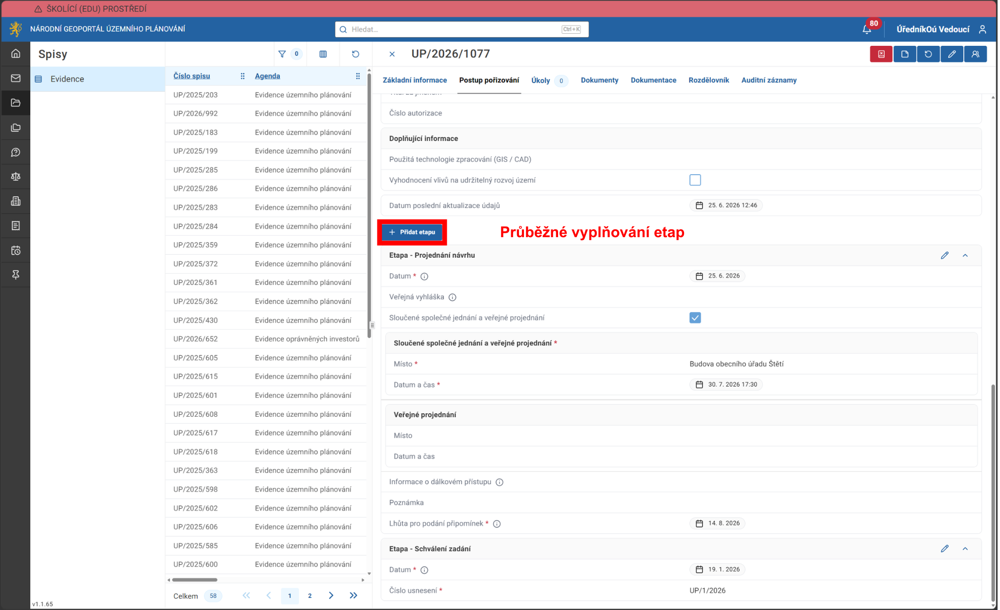 ŠKOLÍCÍ (EDU) PROSTŘEDÍ
NÁRODNÍ GEOPORTÁL ÚZEMNÍHO PLÁNOVÁNÍ
Hledat...
Ctrl + K
80
ÚředníkOú Vedoucí
Spisy
0
UP/2026/1077
Evidence
Číslo spisu Agenda
UP/2025/203 Evidence územního plánování
UP/2026/992 Evidence územního plánování
UP/2025/183 Evidence územního plánování
UP/2025/199 Evidence územního plánování
UP/2025/285 Evidence územního plánování
UP/2025/286 Evidence územního plánování
UP/2025/283 Evidence územního plánování
UP/2025/284 Evidence územního plánování
UP/2025/359 Evidence územního plánování
UP/2025/372 Evidence územního plánování
UP/2025/361 Evidence územního plánování
UP/2025/362 Evidence územního plánování
UP/2025/430 Evidence územního plánování
UP/2026/652 Evidence oprávněných investorů
UP/2025/605 Evidence územního plánování
UP/2025/615 Evidence územního plánování
UP/2025/601 Evidence územního plánování
UP/2025/608 Evidence územního plánování
UP/2025/617 Evidence územního plánování
UP/2025/618 Evidence územního plánování
UP/2025/363 Evidence územního plánování
UP/2025/598 Evidence územního plánování
UP/2025/602 Evidence územního plánování
UP/2025/606 Evidence územního plánování
UP/2025/585 Evidence územního plánování
UP/2025/600 Evidence územního plánování
Celkem 58
1 2
v1.1.65
Základní informace Postup pořizování Úkoly 0 Dokumenty Dokumentace Rozdělovník Auditní záznamy
Číslo autorizace
Doplňující informace
Použitá technologie zpracování (GIS / CAD)
Vyhodnocení vlivů na udržitelný rozvoj území
Datum poslední aktualizace údajů 25. 6. 2026 12:46
Přidat etapu
Průběžné vyplňování etap
Etapa - Projednání návrhu
Datum * 25. 6. 2026
Veřejná vyhláška
Sloučené společné jednání a veřejné projednání
Sloučené společné jednání a veřejné projednání *
Místo * Budova obecního úřadu Štětí
Datum a čas * 30. 7. 2026 17:30
Veřejné projednání
Místo
Datum a čas
Informace o dálkovém přístupu
Poznámka
Lhůta pro podání připomínek * 14. 8. 2026
Etapa - Schválení zadání
Datum * 19. 1. 2026
Číslo usnesení * UP/1/2026